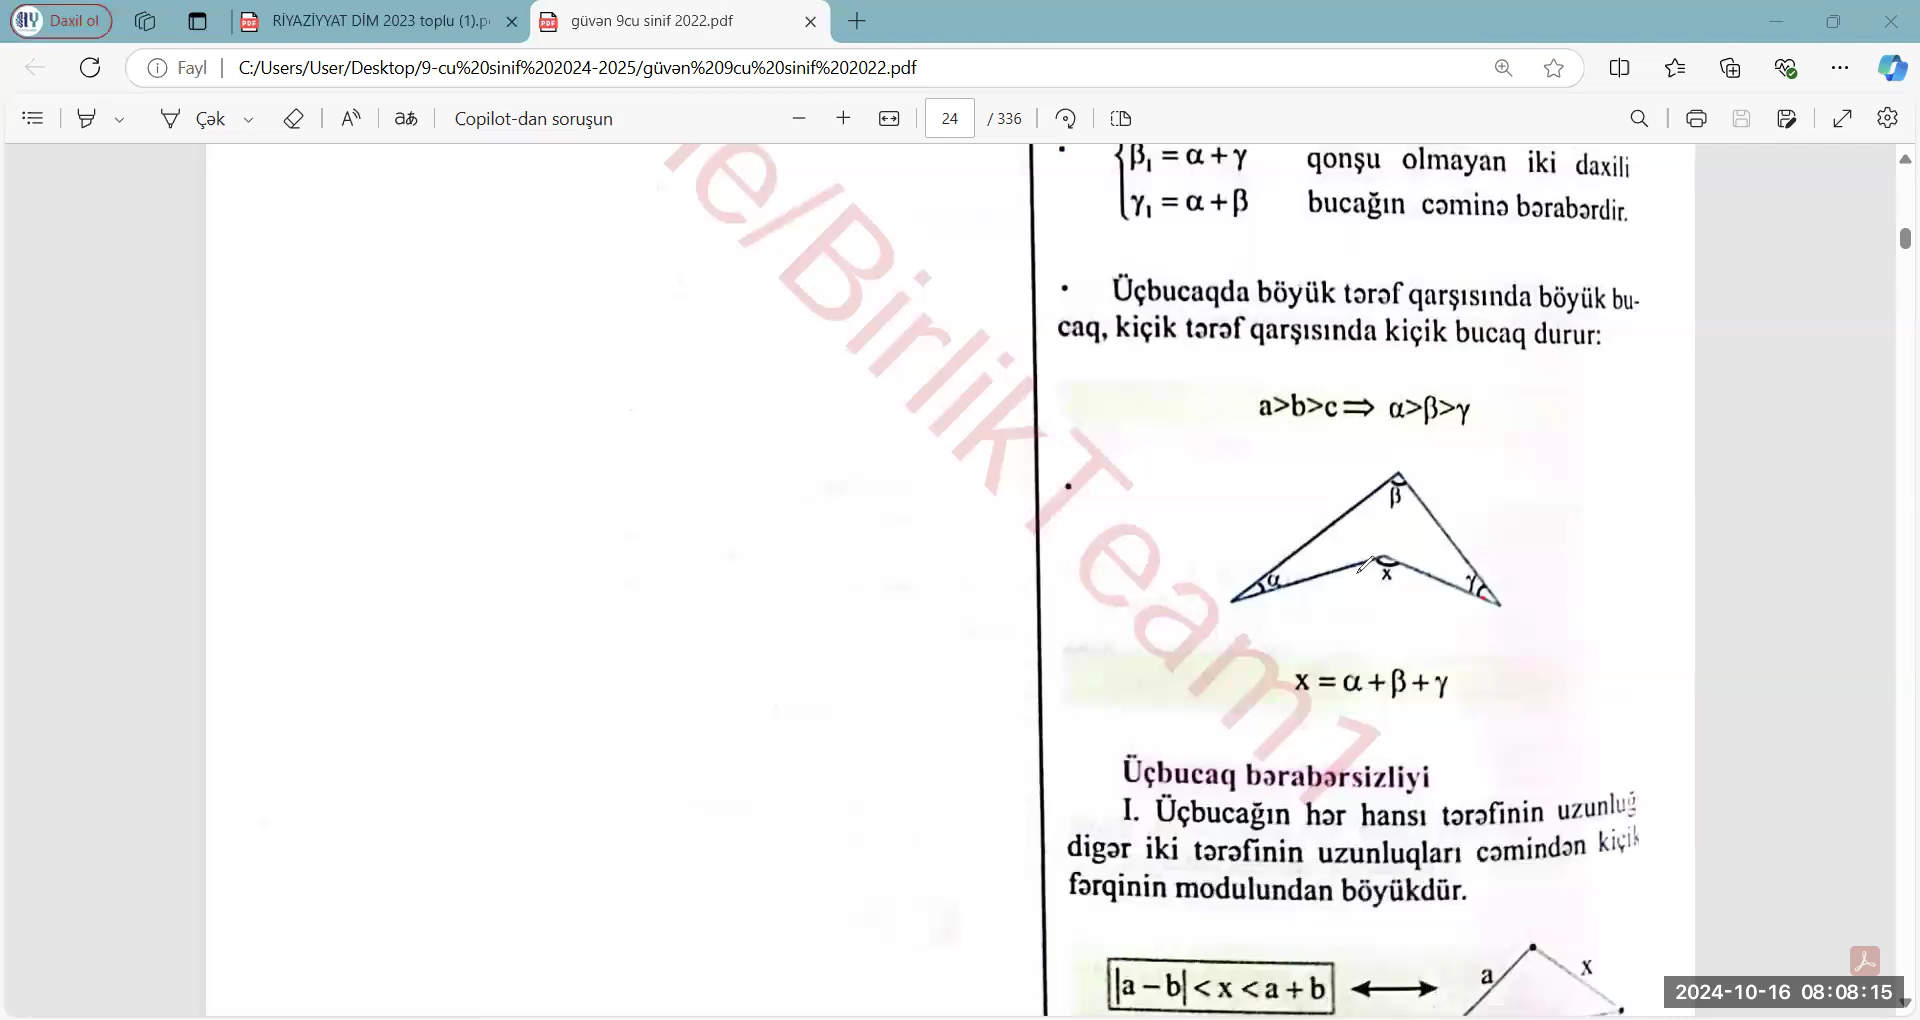 Daxil ol
RİYAZİYYAT DİM 2023 toplu (1).p
güvən 9cu sinif 2022.pdf
Fayl
C:/Users/User/Desktop/9-cu%20sinif%202024-2025/güvən%209cu%20sinif%202022.pdf
Çək
aあ
Copilot-dan soruşun
24 / 336
β₁ = α + γ qonşu olmayan iki daxili
γ₁ = α + β bucağın cəminə bərabərdir.
• Üçbucaqda böyük tərəf qarşısında böyük bu-
caq, kiçik tərəf qarşısında kiçik bucaq durur:
a>b>c⇒ α>β>γ
β
α
x
γ
x = α + β + γ
Üçbucaq bərabərsizliyi
I. Üçbucağın hər hansı tərəfinin uzunluğ
digər iki tərəfinin uzunluqları cəmindən kiçik
fərqinin modulundan böyükdür.
|a − b| < x < a + b
a
x
me/BirlikTeam1
2024-10-16 08:08:15